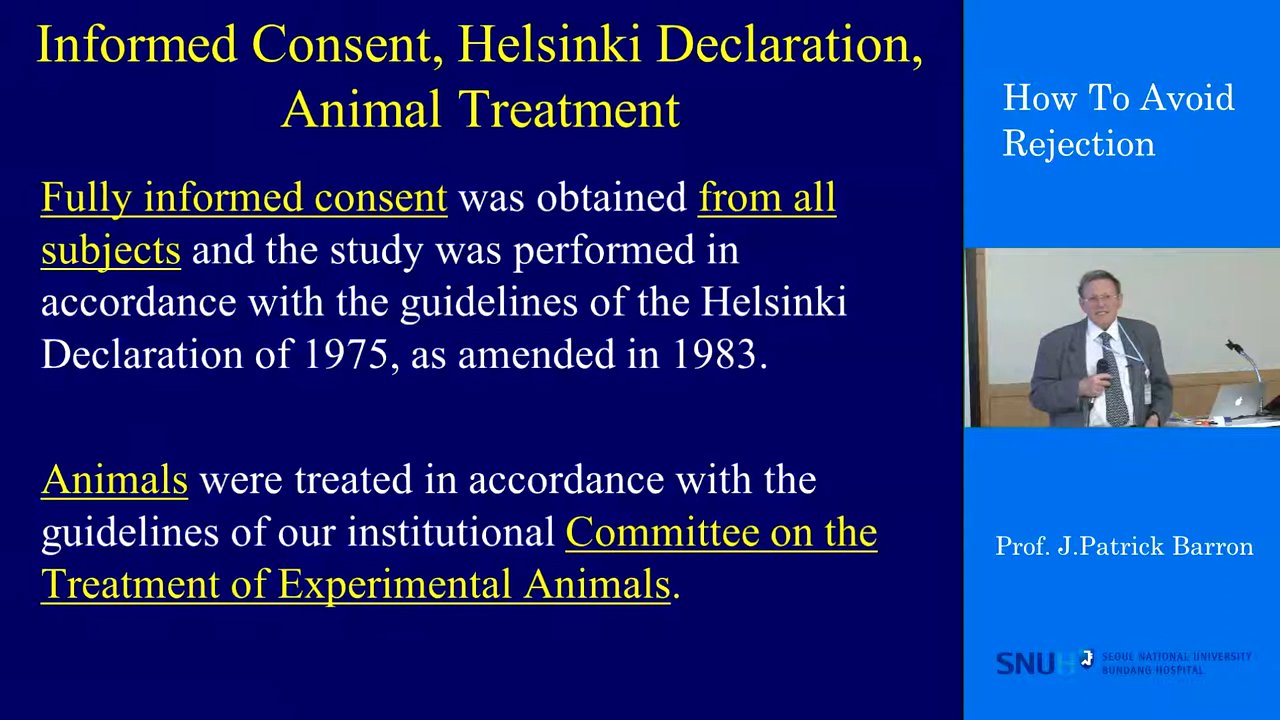 Informed Consent, Helsinki Declaration,
Animal Treatment
Fully informed consent was obtained from all
subjects and the study was performed in
accordance with the guidelines of the Helsinki
Declaration of 1975, as amended in 1983.
Animals were treated in accordance with the
guidelines of our institutional Committee on the
Treatment of Experimental Animals.
How To Avoid
Rejection
Prof. J.Patrick Barron
SNUH
SEOUL NATIONAL UNIVERSITY
BUNDANG HOSPITAL